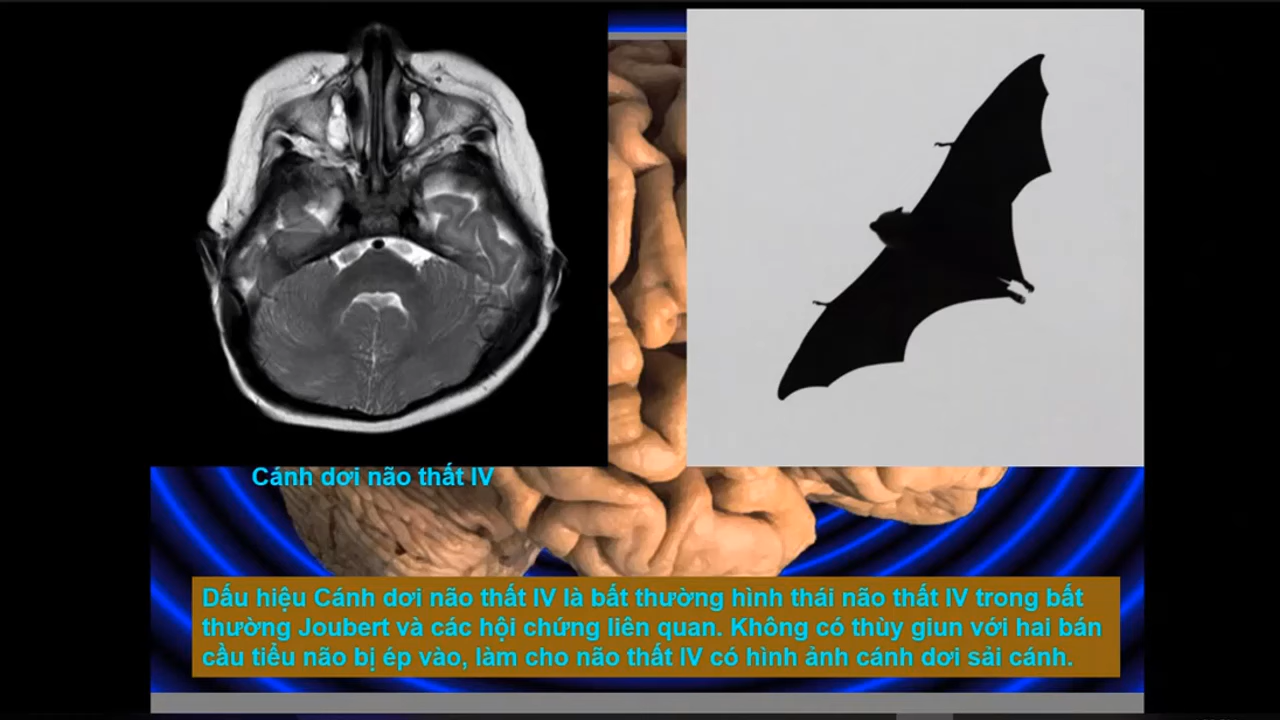 Cánh dơi não thất IV
Dấu hiệu Cánh dơi não thất IV là bất thường hình thái não thất IV trong bất
thường Joubert và các hội chứng liên quan. Không có thùy giun với hai bán
cầu tiểu não bị ép vào, làm cho não thất IV có hình ảnh cánh dơi sải cánh.